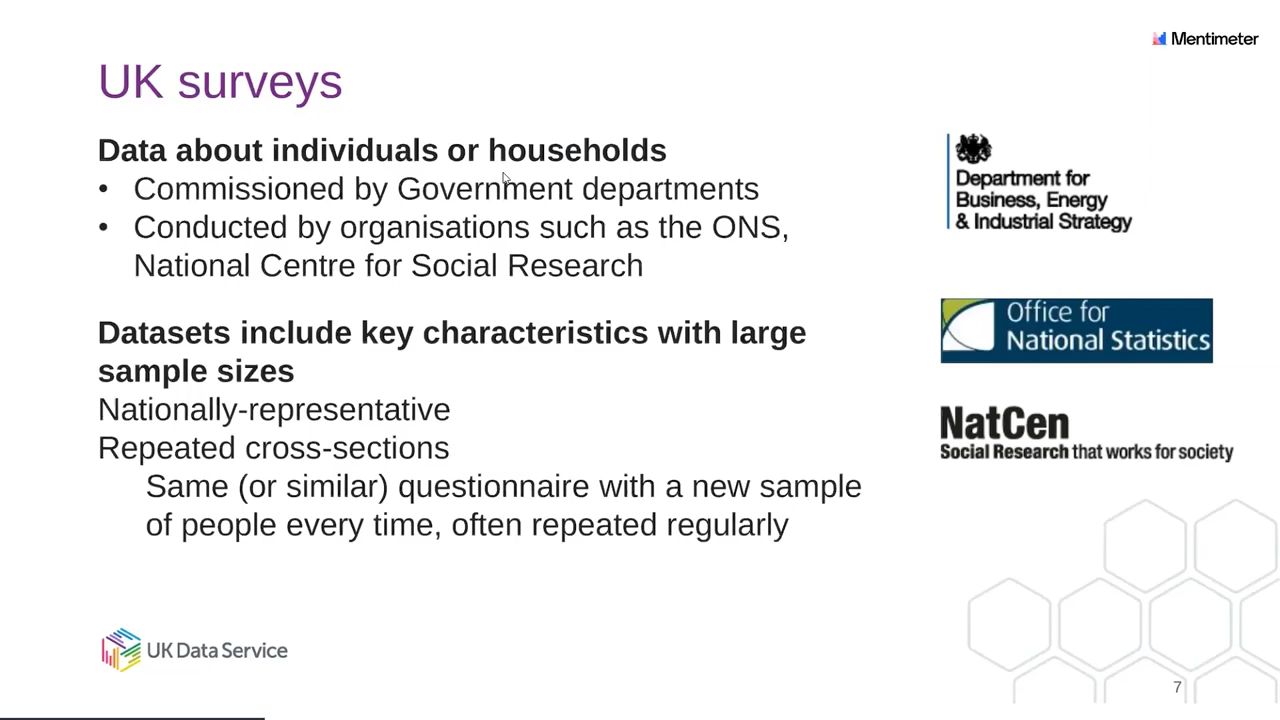 Mentimeter
UK surveys
Data about individuals or households
• Commissioned by Government departments
• Conducted by organisations such as the ONS,
National Centre for Social Research
Datasets include key characteristics with large
sample sizes
Nationally-representative
Repeated cross-sections
Same (or similar) questionnaire with a new sample
of people every time, often repeated regularly
Department for
Business, Energy
& Industrial Strategy
Office for
National Statistics
NatCen
Social Research that works for society
UK Data Service
7